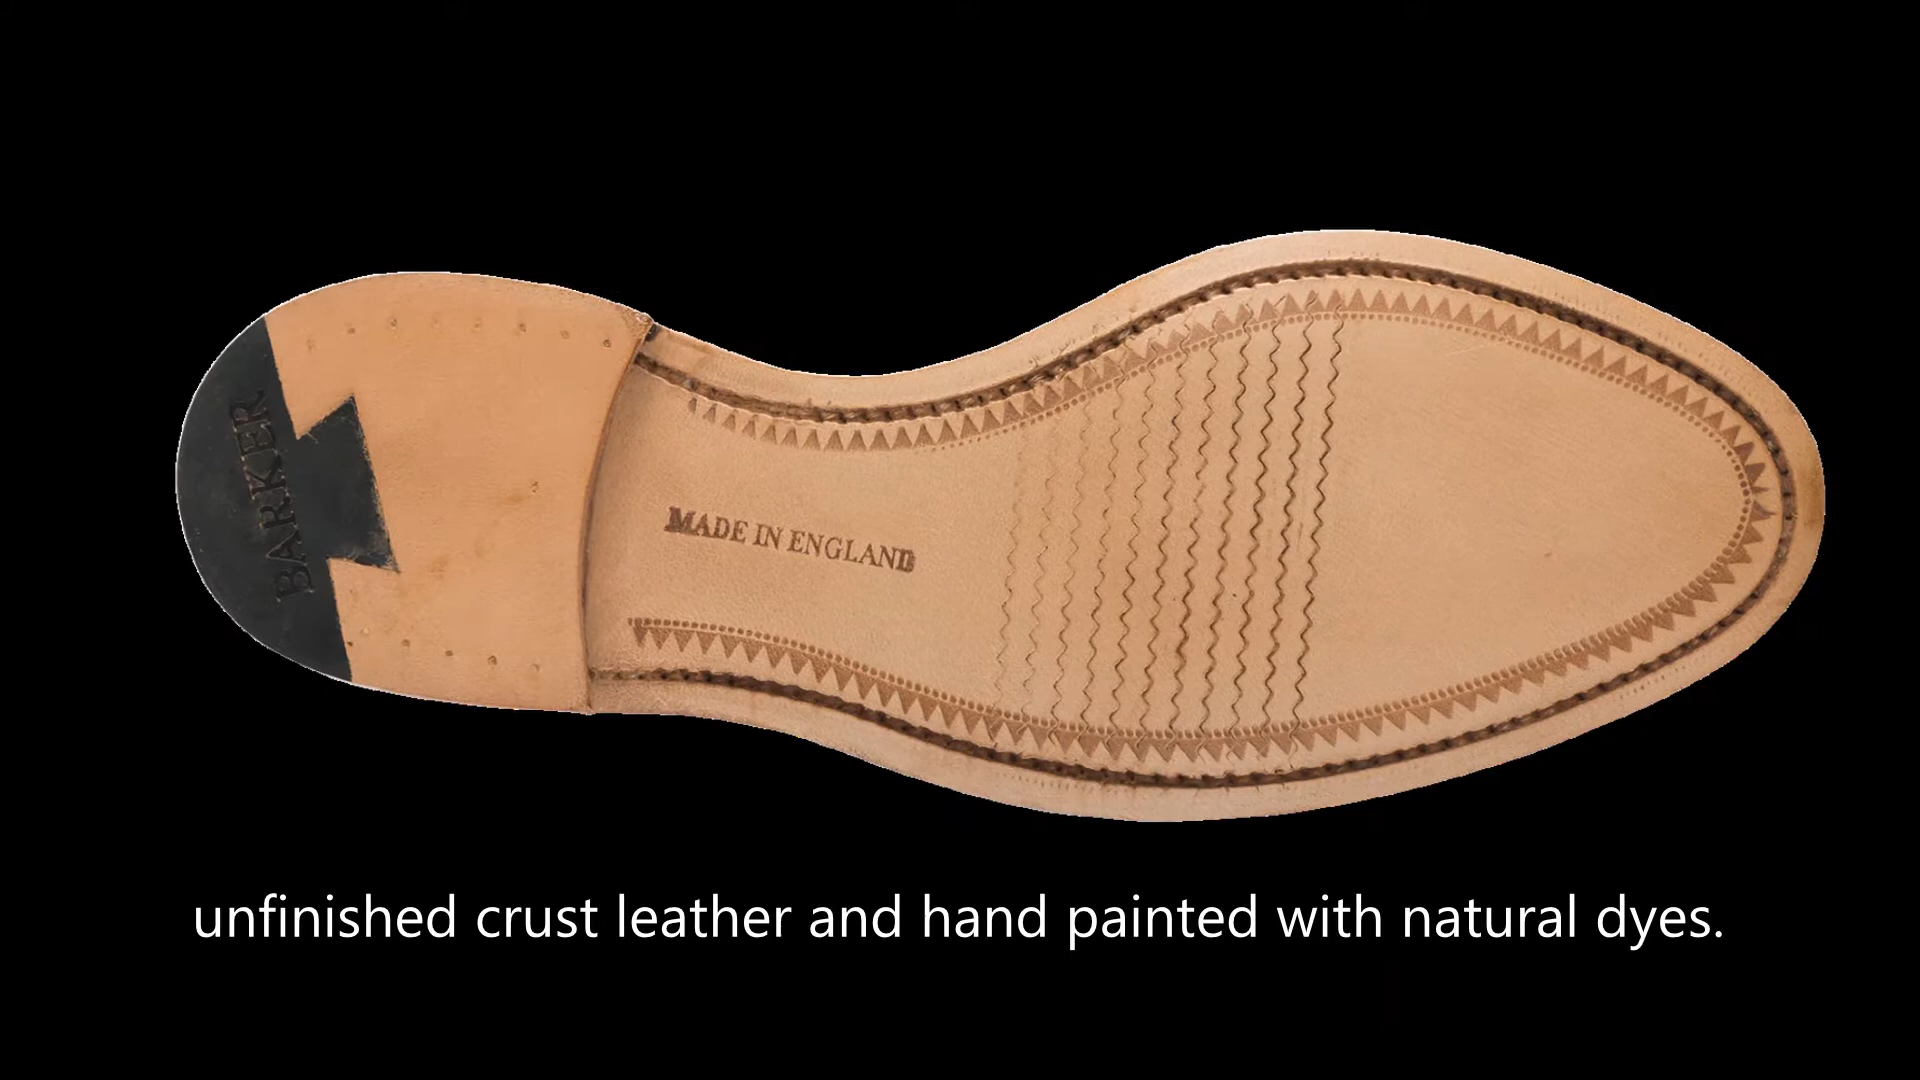 BARKER
MADE IN ENGLAND
unfinished crust leather and hand painted with natural dyes.